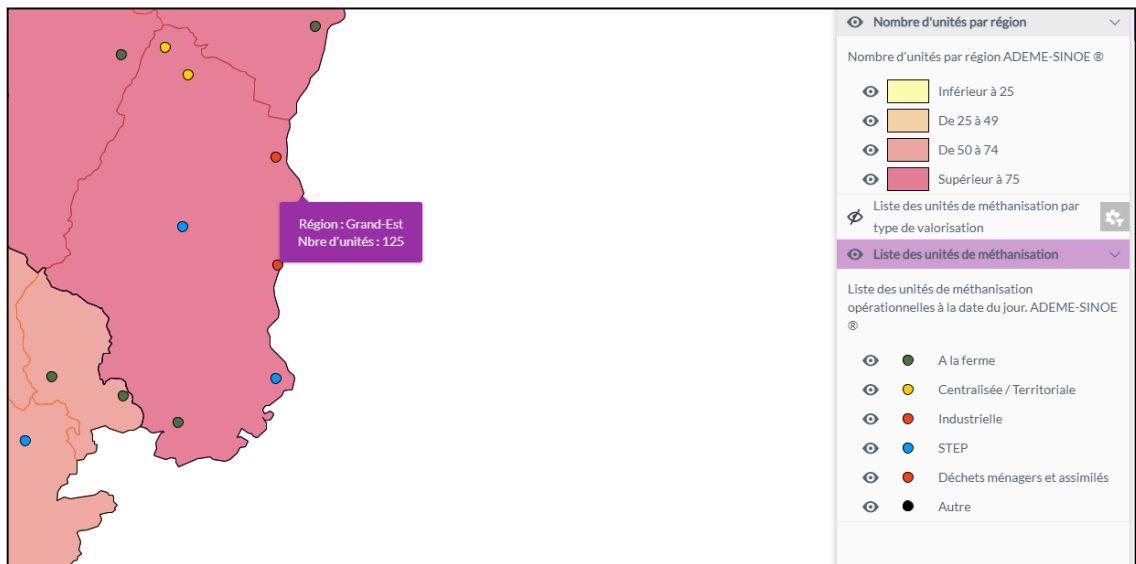 Région : Grand-Est
Nbre d'unités : 125
Nombre d'unités par région
Nombre d'unités par région ADEME-SINOE ®
Inférieur à 25
De 25 à 49
De 50 à 74
Supérieur à 75
Liste des unités de méthanisation par
type de valorisation
Liste des unités de méthanisation
Liste des unités de méthanisation
opérationnelles à la date du jour. ADEME-SINOE
®
A la ferme
Centralisée / Territoriale
Industrielle
STEP
Déchets ménagers et assimilés
Autre